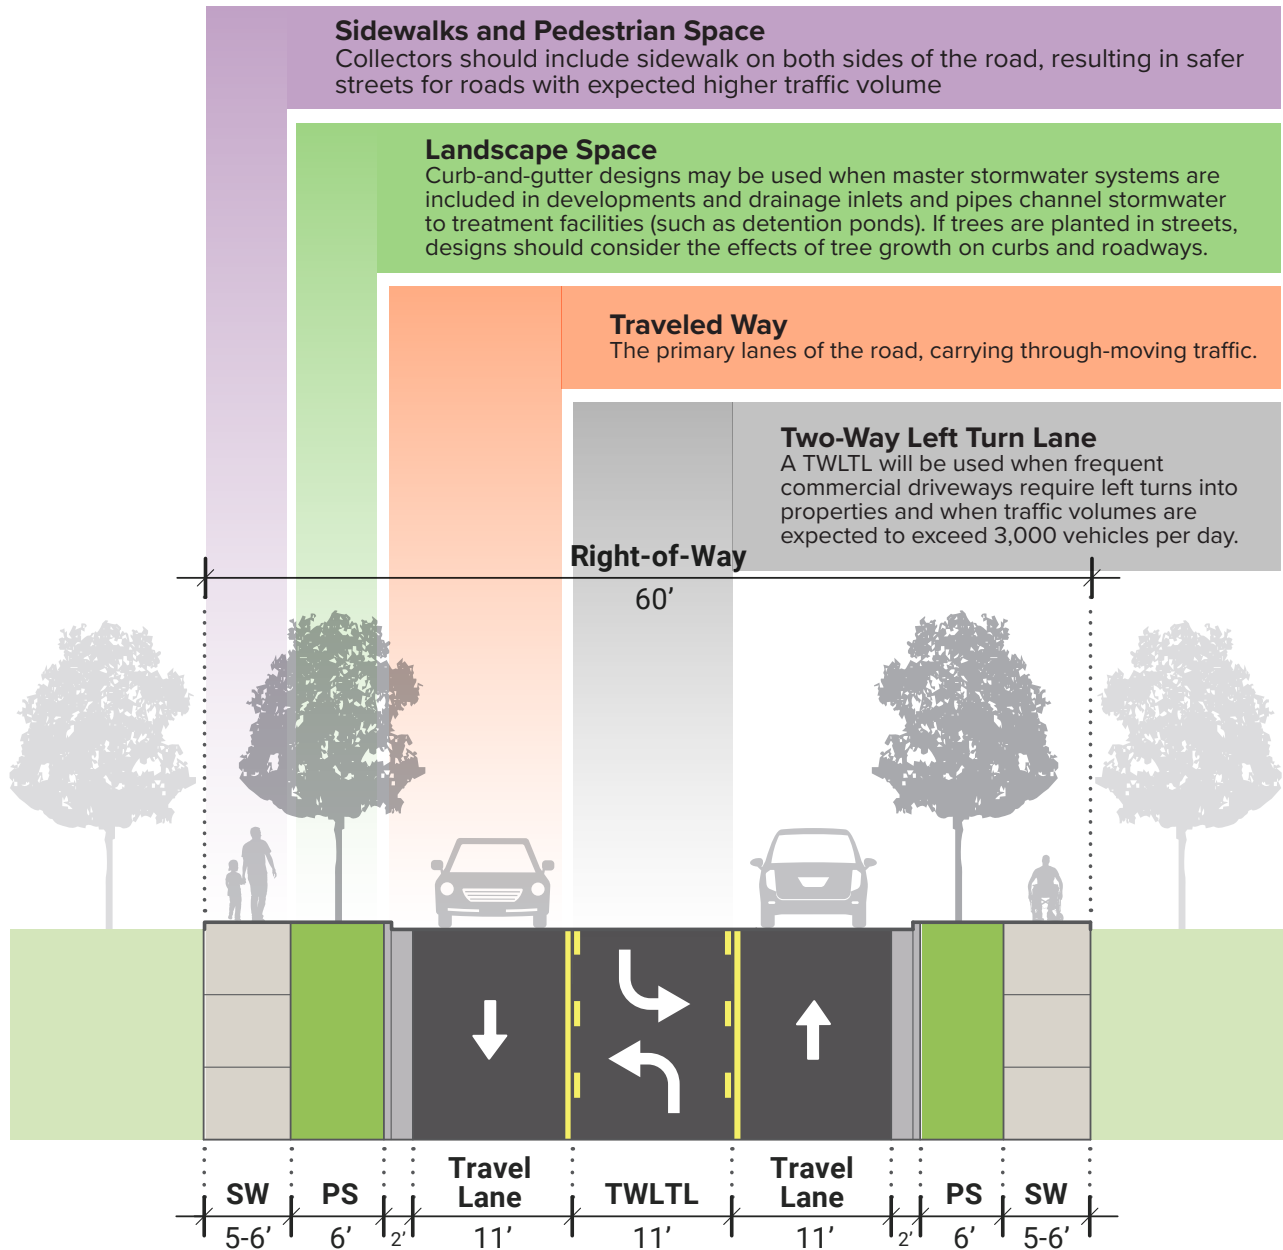 Sidewalks and Pedestrian Space
Collectors should include sidewalk on both sides of the road, resulting in safer
streets for roads with expected higher traffic volume
Landscape Space
Curb-and-gutter designs may be used when master stormwater systems are
included in developments and drainage inlets and pipes channel stormwater
to treatment facilities (such as detention ponds). If trees are planted in streets,
designs should consider the effects of tree growth on curbs and roadways.
Traveled Way
The primary lanes of the road, carrying through-moving traffic.
Two-Way Left Turn Lane
A TWLTL will be used when frequent
commercial driveways require left turns into
properties and when traffic volumes are
expected to exceed 3,000 vehicles per day.
Right-of-Way
60’
SW PS Travel Lane TWLTL Travel Lane PS SW
5-6’ 6’ 2’ 11’ 11’ 11’ 2’ 6’ 5-6’